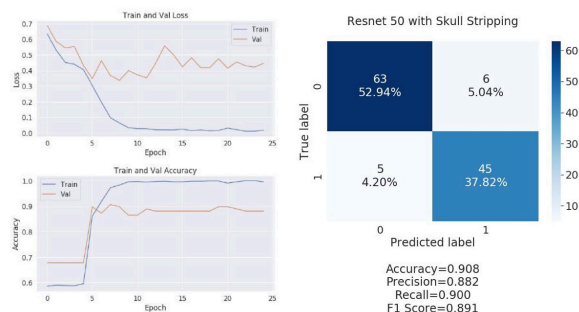 Train and Val Loss
Train
Val
0.7
0.6
0.5
0.4
0.3
0.2
0.1
0.0
Loss
0 5 10 15 20 25
Epoch
Train and Val Accuracy
Train
Val
1.0
0.9
0.8
0.7
0.6
Accuracy
0 5 10 15 20 25
Epoch
Resnet 50 with Skull Stripping
True label
0
1
63
52.94%
6
5.04%
5
4.20%
45
37.82%
0 1
Predicted label
60
50
40
30
20
10
Accuracy=0.908
Precision=0.882
Recall=0.900
F1 Score=0.891